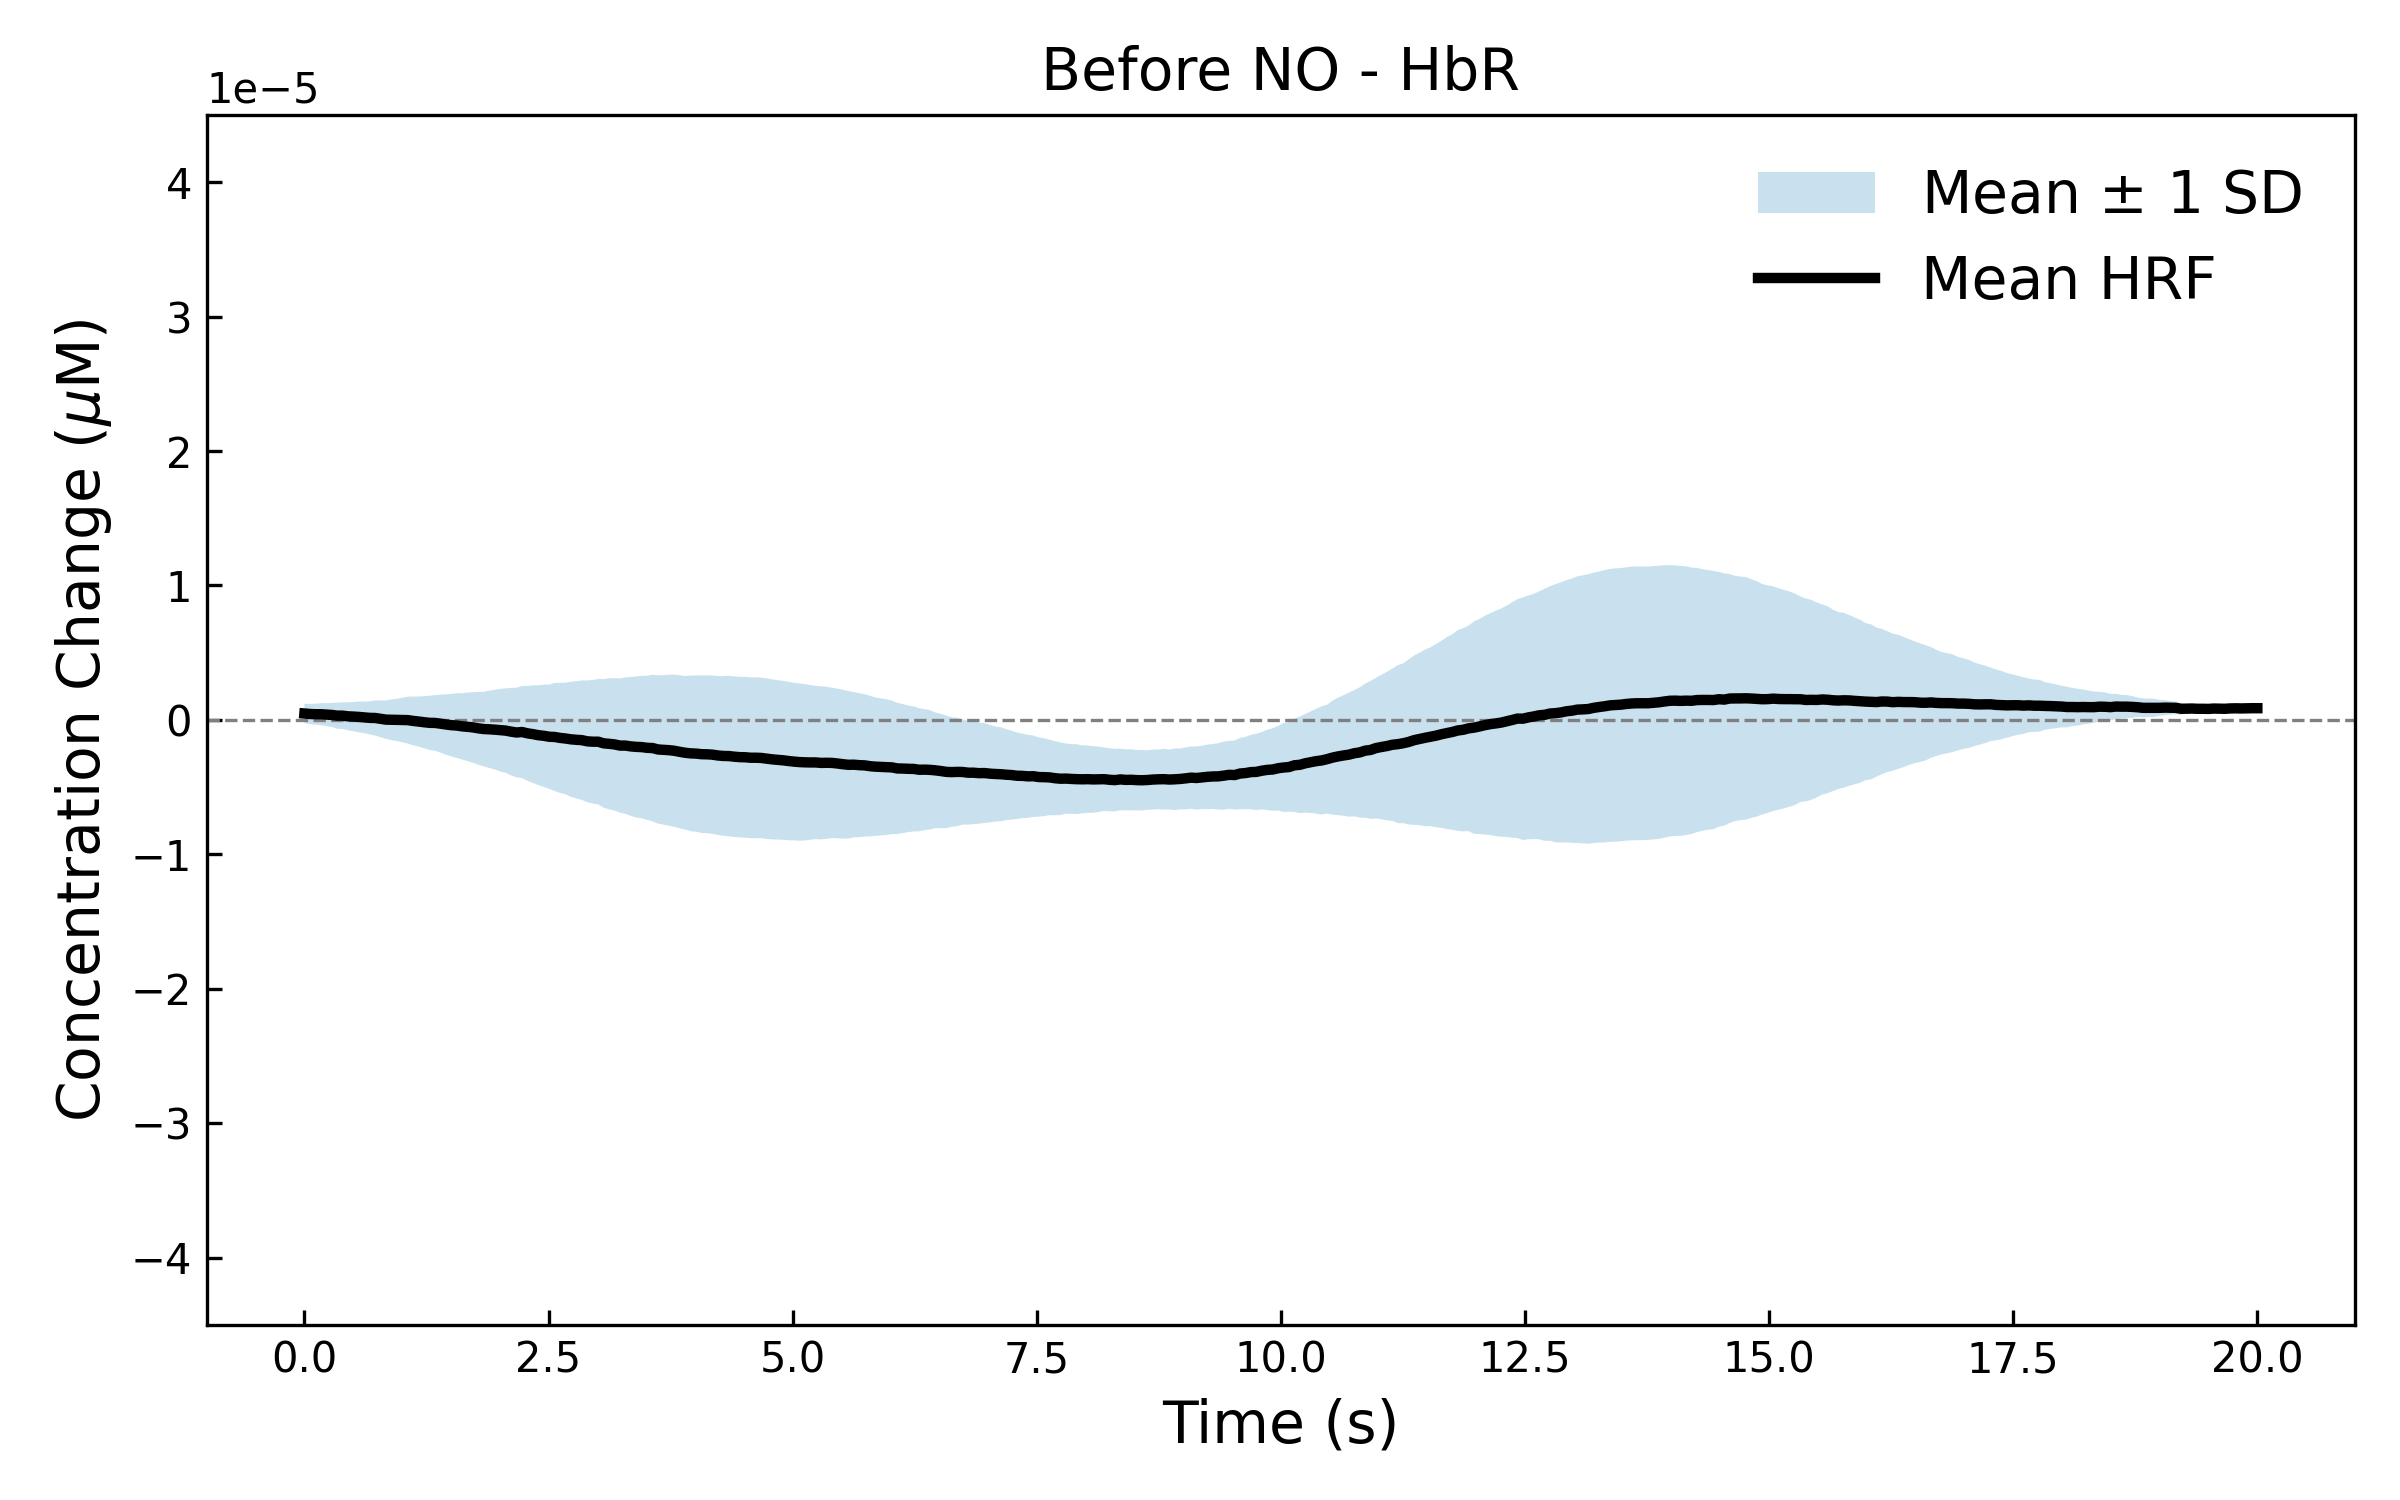 Before NO - HbR
1e−5
Mean ± 1 SD
Mean HRF
Concentration Change (μM)
4
3
2
1
0
−1
−2
−3
−4
0.0 2.5 5.0 7.5 10.0 12.5 15.0 17.5 20.0
Time (s)